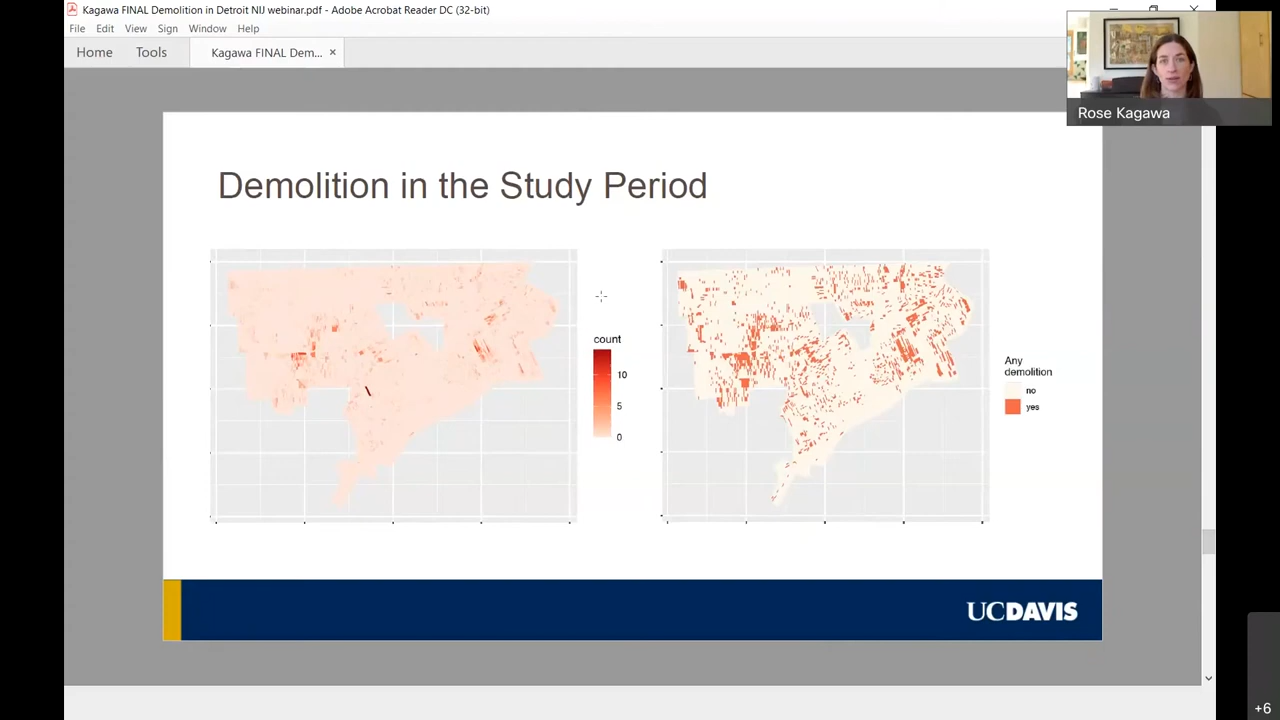 Kagawa FINAL Demolition in Detroit NIJ webinar.pdf - Adobe Acrobat Reader DC (32-bit)
File Edit View Sign Window Help
Home Tools Kagawa FINAL Dem... ×
Rose Kagawa
Demolition in the Study Period
count
10
5
0
Any
demolition
no
yes
UCDAVIS
+6